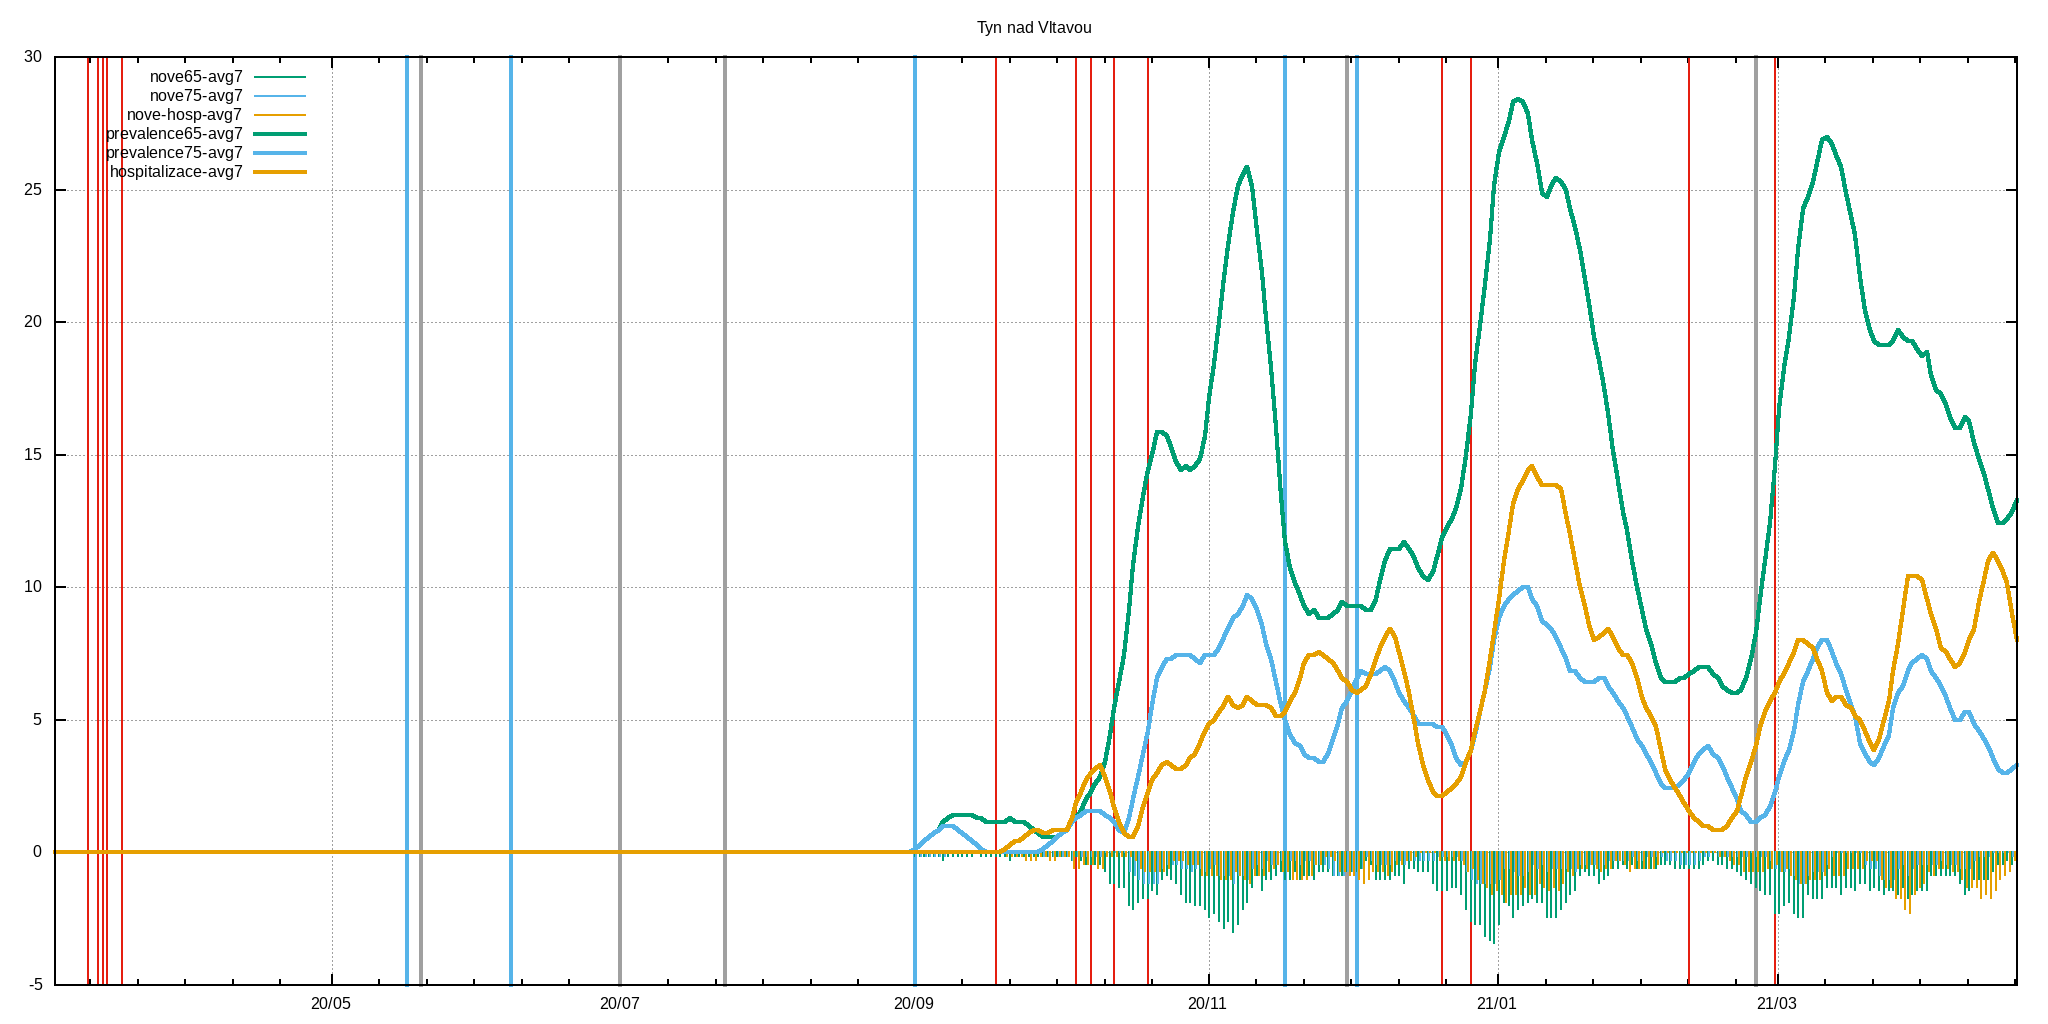 Tyn nad Vltavou
30
25
20
15
10
5
0
-5
nove65-avg7
nove75-avg7
nove-hosp-avg7
prevalence65-avg7
prevalence75-avg7
hospitalizace-avg7
20/05
20/07
20/09
20/11
21/01
21/03